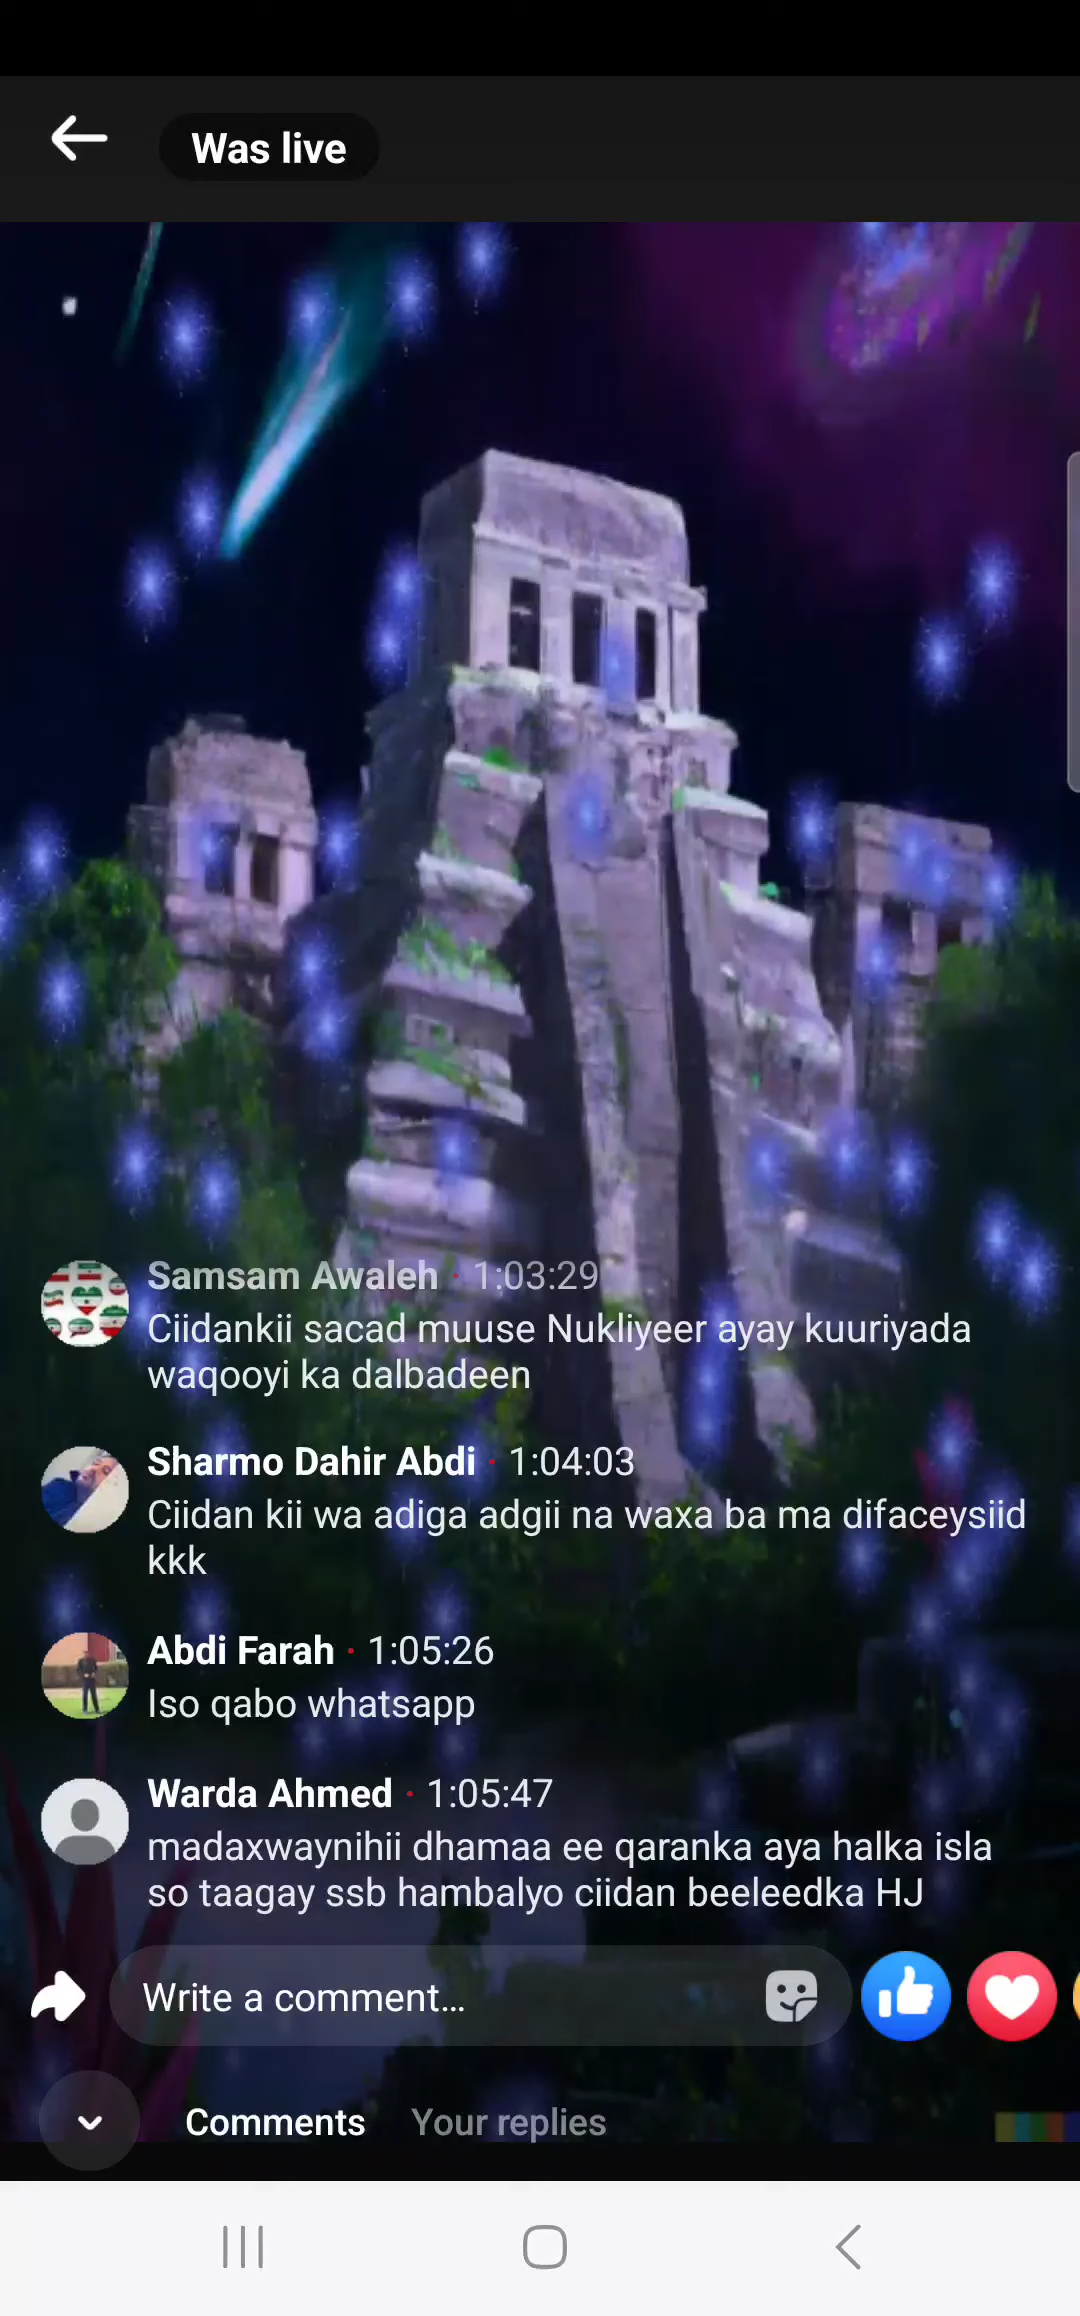 Was live
Samsam Awaleh · 1:03:29
Ciidankii sacad muuse Nukliyeer ayay kuuriyada
waqooyi ka dalbadeen
Sharmo Dahir Abdi · 1:04:03
Ciidan kii wa adiga adgii na waxa ba ma difaceysiid
kkk
Abdi Farah · 1:05:26
Iso qabo whatsapp
Warda Ahmed · 1:05:47
madaxwaynihii dhamaa ee qaranka aya halka isla
so taagay ssb hambalyo ciidan beeleedka HJ
Write a comment...
Comments Your replies